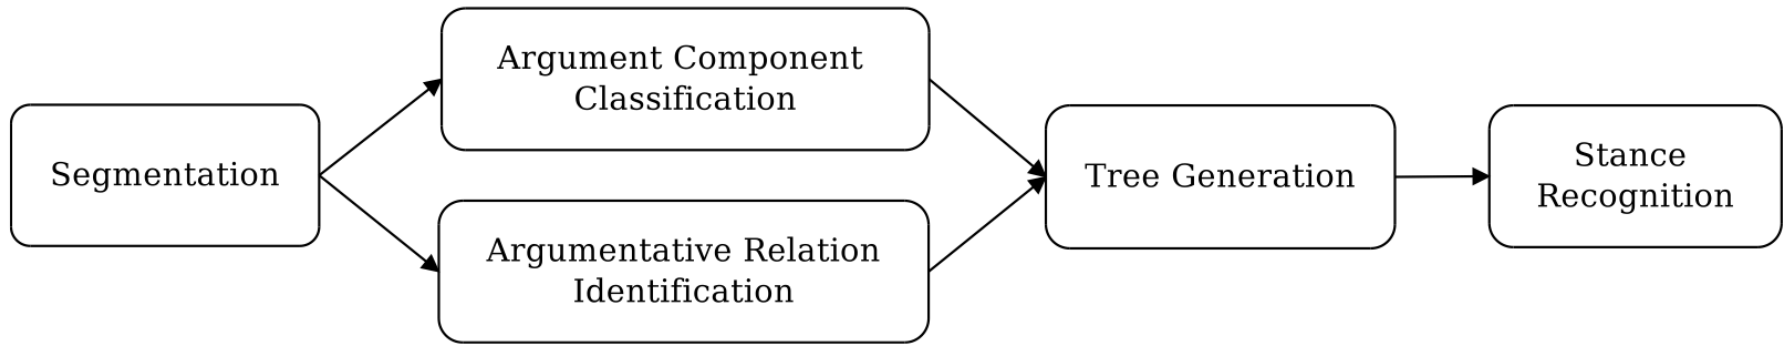 Segmentation
Argument Component
Classification
Argumentative Relation
Identification
Tree Generation
Stance
Recognition